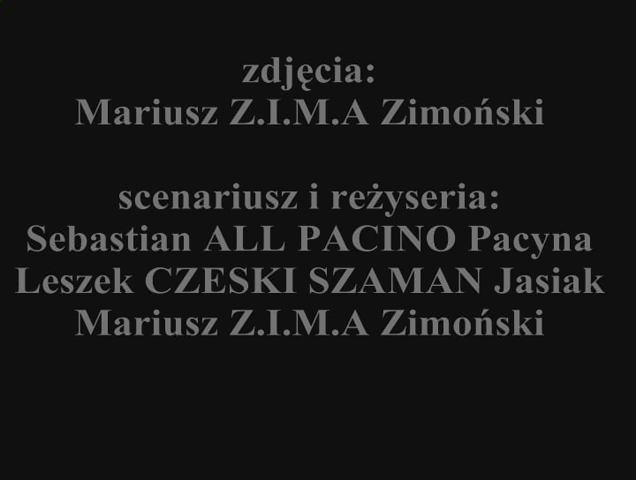 zdjęcia:
Mariusz Z.I.M.A Zimoński
scenariusz i reżyseria:
Sebastian ALL PACINO Pacyna
Leszek CZESKI SZAMAN Jasiak
Mariusz Z.I.M.A Zimoński